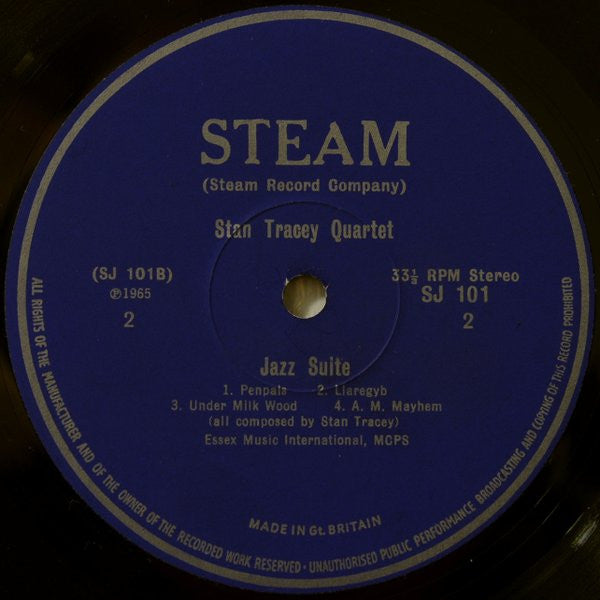 STEAM
(Steam Record Company)
Stan Tracey Quartet
(SJ 101B)
℗1965
2
33⅓ RPM Stereo
SJ 101
2
Jazz Suite
1. Penpals 2. Llaregyb
3. Under Milk Wood 4. A. M. Mayhem
(all composed by Stan Tracey)
Essex Music International, MCPS
MADE IN Gt. BRITAIN
ALL RIGHTS OF THE MANUFACTURER AND OF THE OWNER OF THE RECORDED WORK RESERVED · UNAUTHORISED PUBLIC PERFORMANCE BROADCASTING AND COPYING OF THIS RECORD PROHIBITED